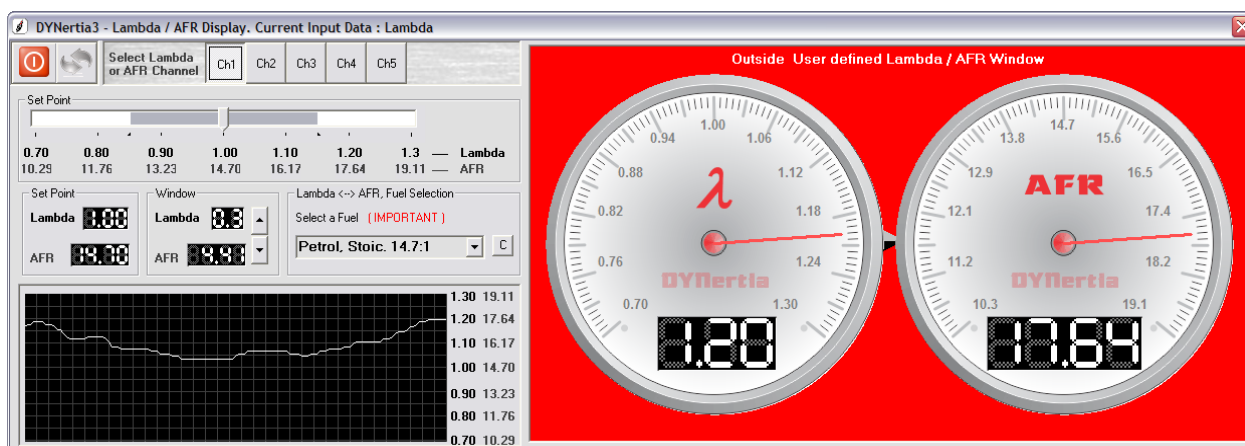 DYNertia3 - Lambda / AFR Display. Current Input Data : Lambda
Select Lambda
or AFR Channel
Ch1 Ch2 Ch3 Ch4 Ch5
Set Point
0.70 0.80 0.90 1.00 1.10 1.20 1.3 — Lambda
10.29 11.76 13.23 14.70 16.17 17.64 19.11 — AFR
Set Point
Lambda 1.00
AFR 14.70
Window
Lambda 0.3
AFR 4.41
Lambda <--> AFR, Fuel Selection
Select a Fuel ( IMPORTANT )
Petrol, Stoic. 14.7:1
C
1.30 19.11
1.20 17.64
1.10 16.17
1.00 14.70
0.90 13.23
0.80 11.76
0.70 10.29
Outside User defined Lambda / AFR Window
0.70
0.76
0.82
0.88
0.94
1.00
1.06
1.12
1.18
1.24
1.30
λ
DYNertia
1.20
10.3
11.2
12.1
12.9
13.8
14.7
15.6
16.5
17.4
18.2
19.1
AFR
DYNertia
17.64